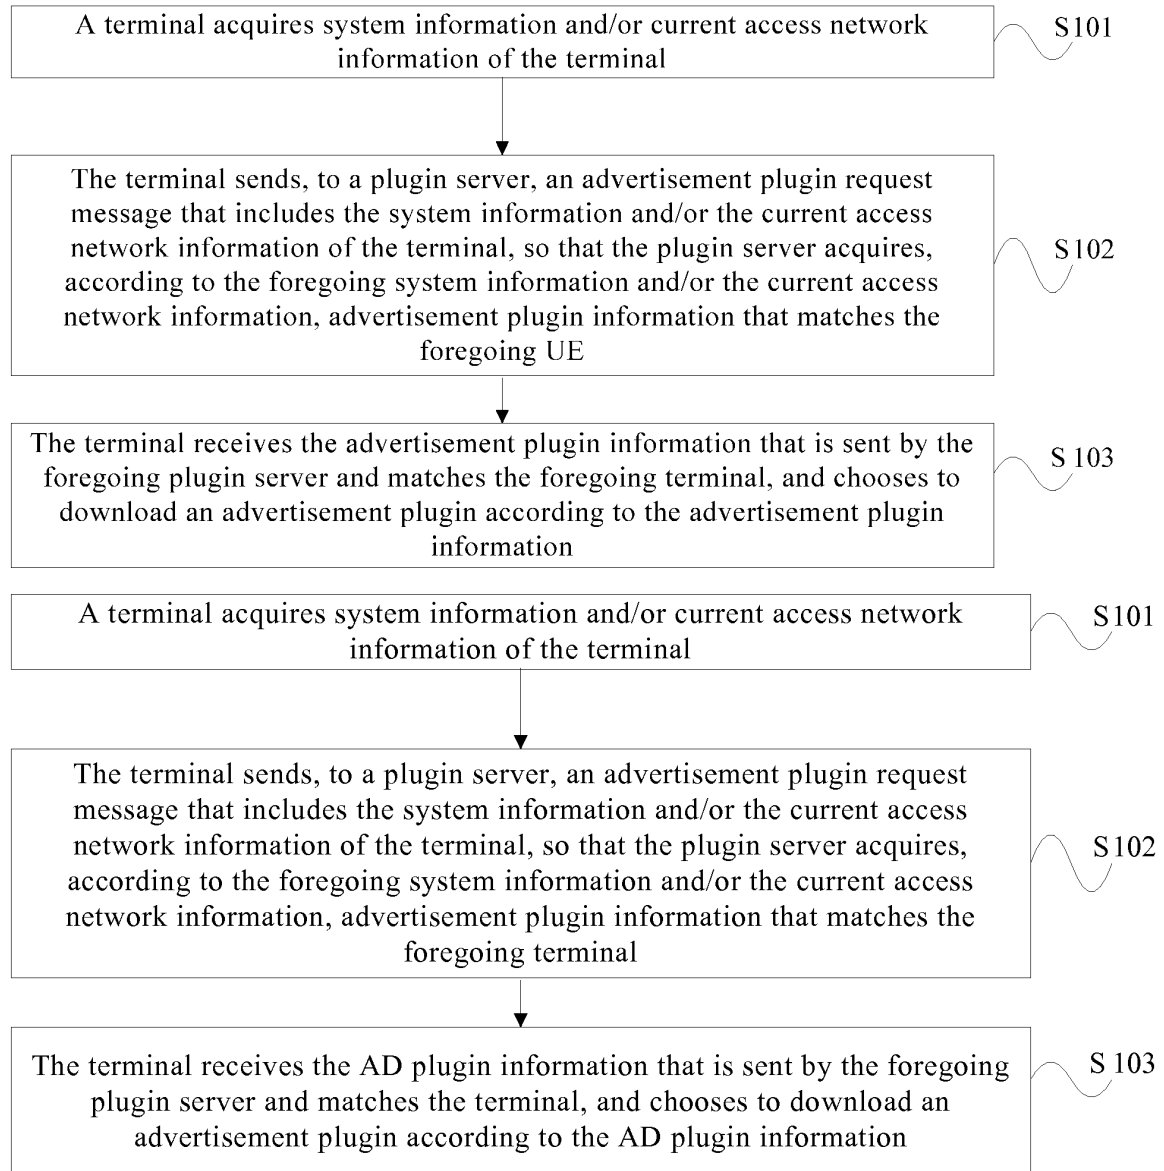 A terminal acquires system information and/or current access network
information of the terminal
S101
The terminal sends, to a plugin server, an advertisement plugin request
message that includes the system information and/or the current access
network information of the terminal, so that the plugin server acquires,
according to the foregoing system information and/or the current access
network information, advertisement plugin information that matches the
foregoing UE
S102
The terminal receives the advertisement plugin information that is sent by the
foregoing plugin server and matches the foregoing terminal, and chooses to
download an advertisement plugin according to the advertisement plugin
information
S 103
A terminal acquires system information and/or current access network
information of the terminal
S101
The terminal sends, to a plugin server, an advertisement plugin request
message that includes the system information and/or the current access
network information of the terminal, so that the plugin server acquires,
according to the foregoing system information and/or the current access
network information, advertisement plugin information that matches the
foregoing terminal
S102
The terminal receives the AD plugin information that is sent by the foregoing
plugin server and matches the terminal, and chooses to download an
advertisement plugin according to the AD plugin information
S 103